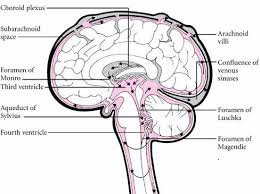 Choroid plexus
Subarachnoid
space
Foramen of
Monro
Third ventricle
Aqueduct of
Sylvius
Fourth ventricle
Arachnoid
villi
Confluence of
venous
sinuses
Foramen of
Luschka
Foramen of
Magendie